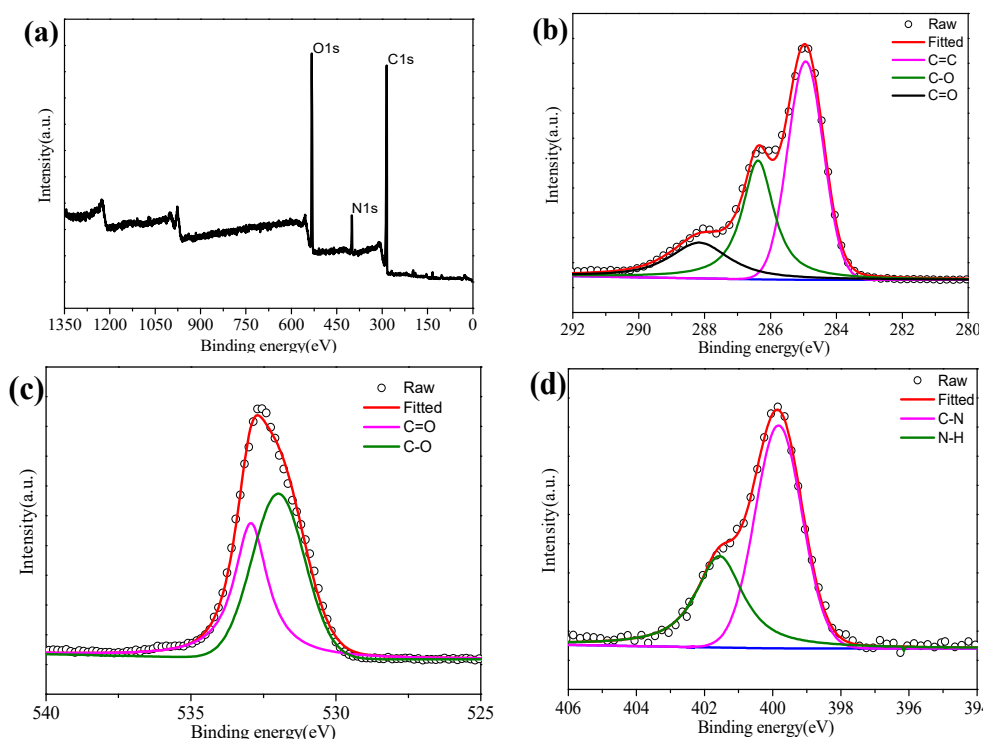 (a)
O1s
C1s
N1s
Intensity(a.u.)
1350 1200 1050 900 750 600 450 300 150 0
Binding energy(eV)
(b)
Raw
Fitted
C=C
C-O
C=O
Intensity(a.u.)
292 290 288 286 284 282 280
Binding energy(eV)
(c)
Raw
Fitted
C=O
C-O
Intensity(a.u.)
540 535 530 525
Binding energy(eV)
(d)
Raw
Fitted
C-N
N-H
Intensity(a.u.)
406 404 402 400 398 396 394
Binding energy(eV)